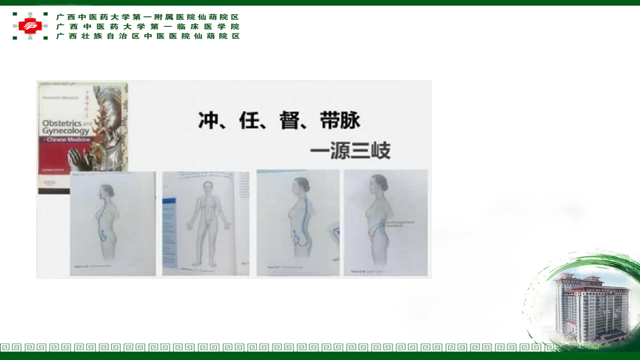 广西中医药大学第一附属医院仙葫院区
广西中医药大学第一临床医学院
广西壮族自治区中医医院仙葫院区
Obstetrics and
Gynecology
Chinese Medicine
冲、任、督、带脉
一源三岐